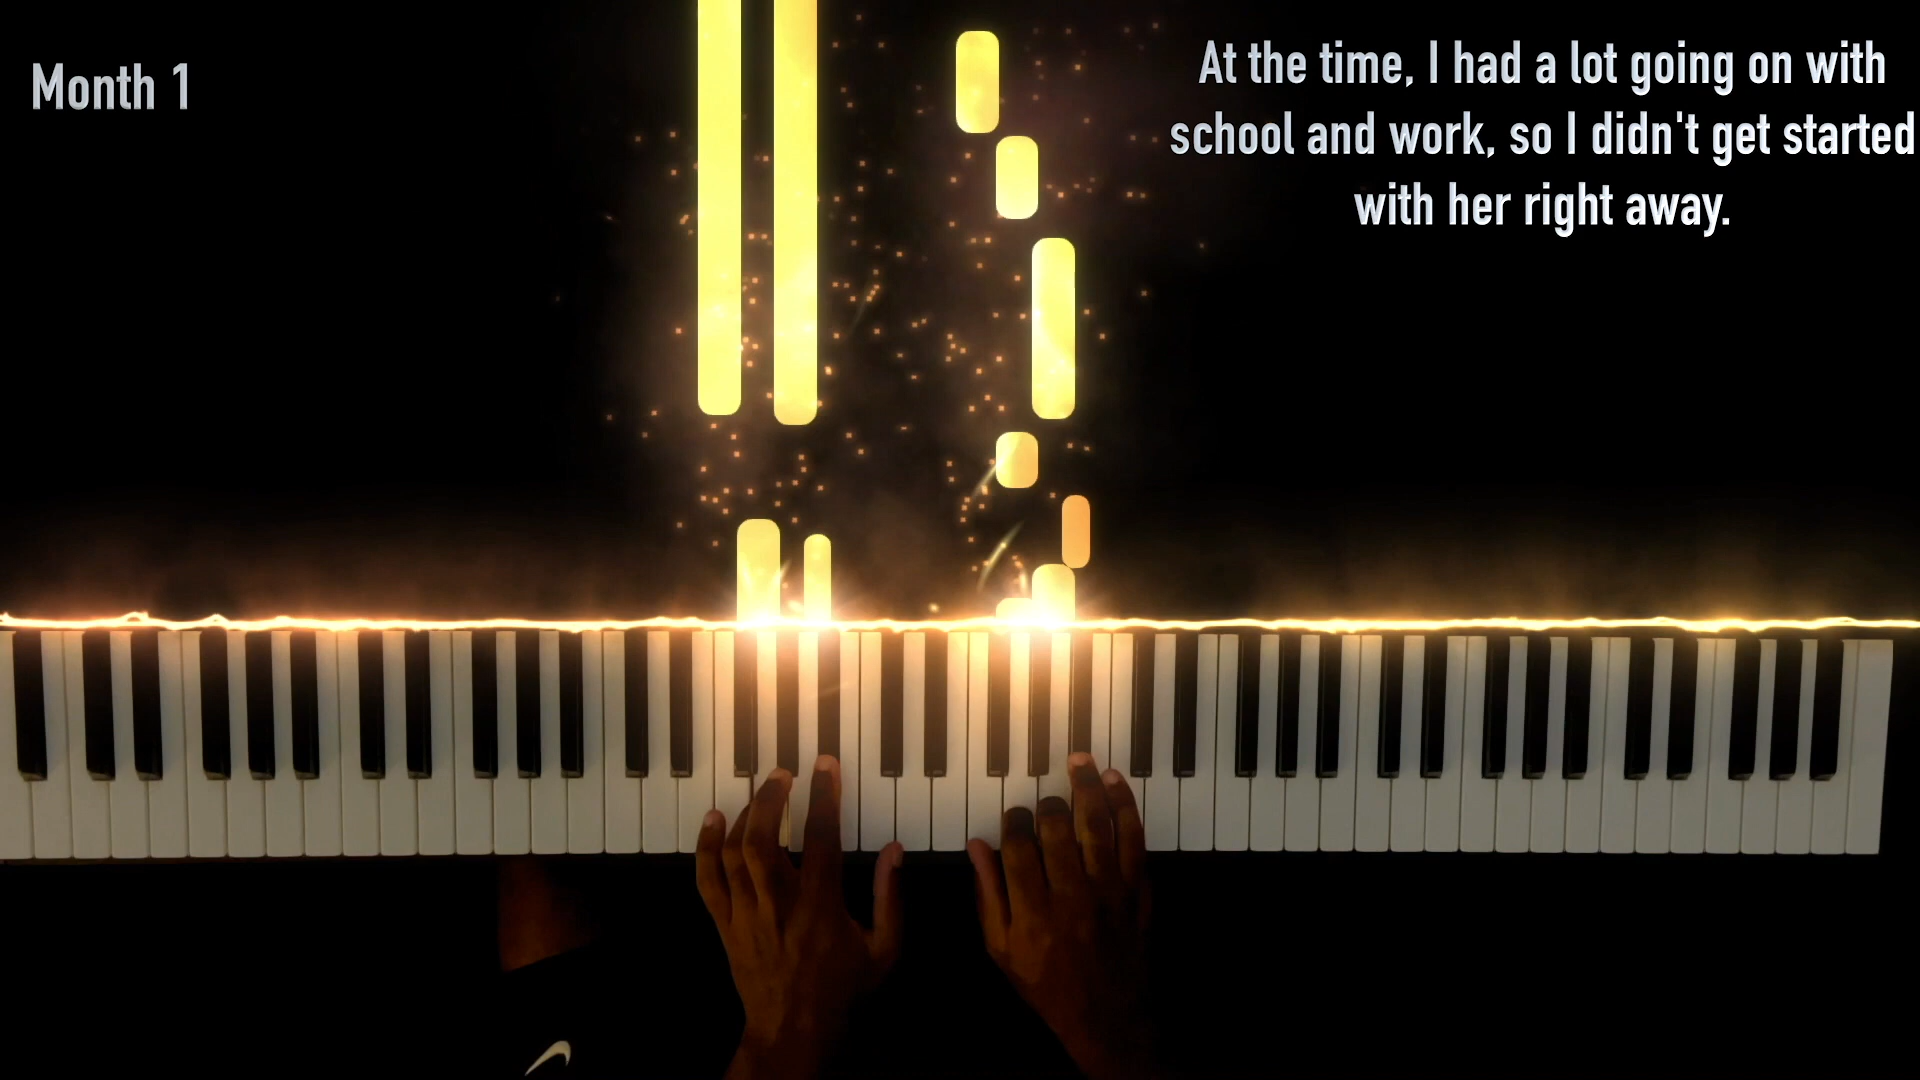 Month 1
At the time, I had a lot going on with
school and work, so I didn't get started
with her right away.